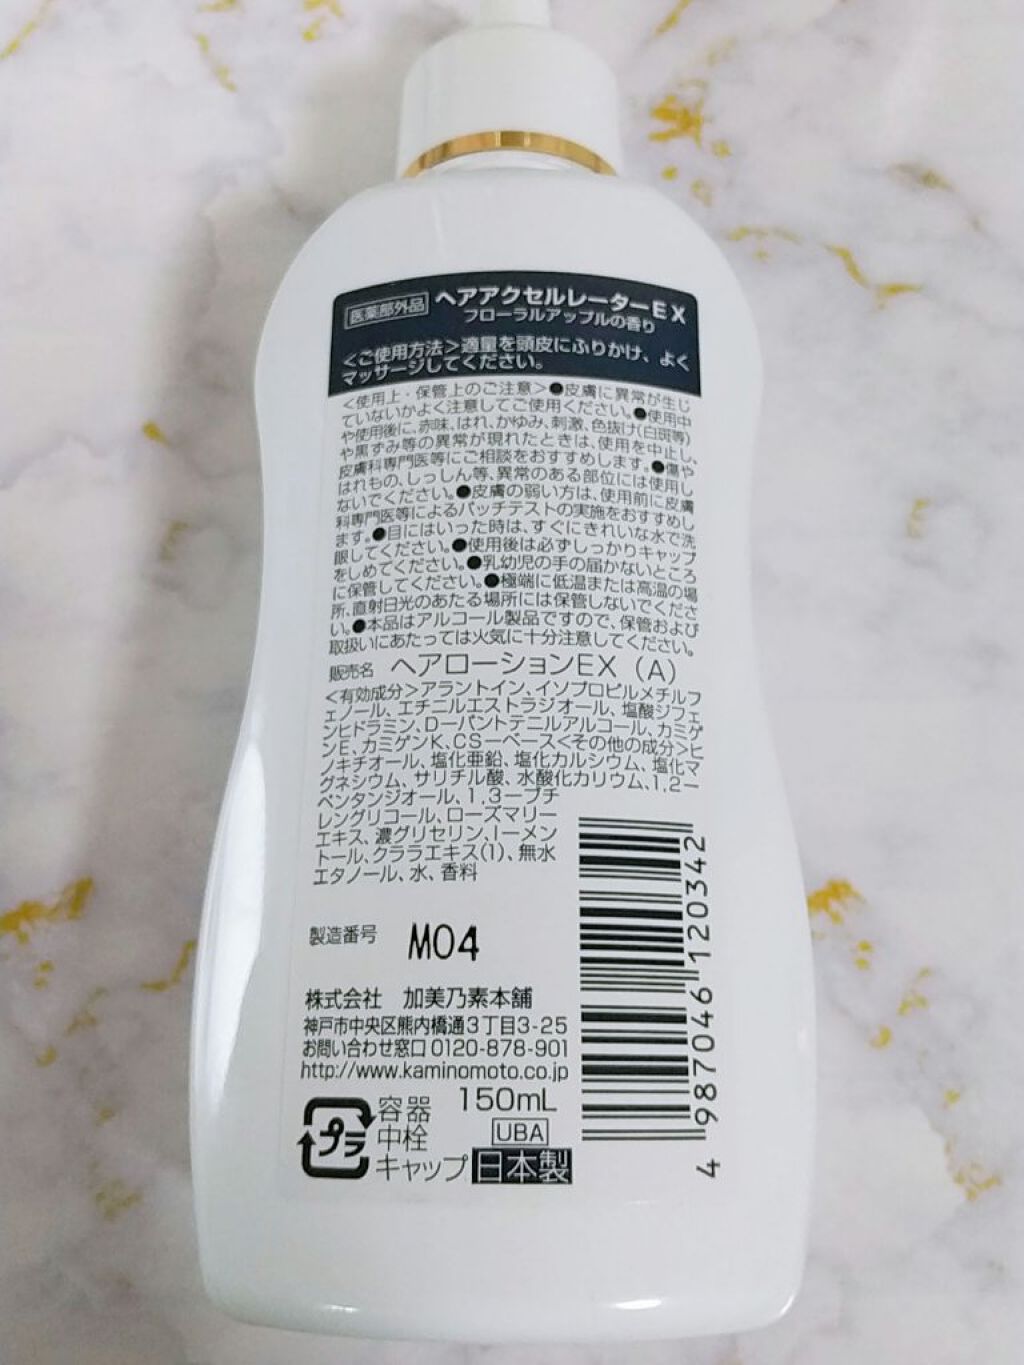 医薬部外品 ヘアアクセルレーターEX
フローラルアップルの香り
<ご使用方法>適量を頭皮にふりかけ、よく
マッサージしてください。
<使用上・保管上のご注意>●皮膚に異常が生じ
ていないかよく注意してご使用ください。●使用中
や使用後に、赤味、はれ、かゆみ、刺激、色抜け(白斑等)
や黒ずみ等の異常が現れたときは、使用を中止し、
皮膚科専門医等にご相談をおすすめします。●傷や
はれもの、しっしん等、異常のある部位には使用し
ないでください。●皮膚の弱い方は、使用前に皮膚
科専門医等によるパッチテストの実施をおすすめし
ます。●目にはいった時は、すぐにきれいな水で洗
眼してください。●使用後は必ずしっかりキャップ
をしめてください。●乳幼児の手の届かないところ
に保管してください。●極端に低温または高温の場
所、直射日光のあたる場所には保管しないでくださ
い。●本品はアルコール製品ですので、保管および
取扱いにあたっては火気に十分注意してください。
販売名 ヘアローションEX(A)
<有効成分>アラントイン、イソプロピルメチルフ
ェノール、エチニルエストラジオール、塩酸ジフェ
ンヒドラミン、D-パントテニルアルコール、カミゲ
ンE、カミゲンK、CS-ベース<その他の成分>ヒ
ノキチオール、塩化亜鉛、塩化カルシウム、塩化マ
グネシウム、サリチル酸、水酸化カリウム、1,2-
ペンタンジオール、1,3-ブチ
レングリコール、ローズマリー
エキス、濃グリセリン、l-メン
トール、クララエキス(1)、無水
エタノール、水、香料
製造番号 M04
株式会社 加美乃素本舗
神戸市中央区熊内橋通3丁目3-25
お問い合わせ窓口0120-878-901
http://www.kaminomoto.co.jp
150mL
プラ 容器
中栓
キャップ
UBA
日本製
4 987046 120342